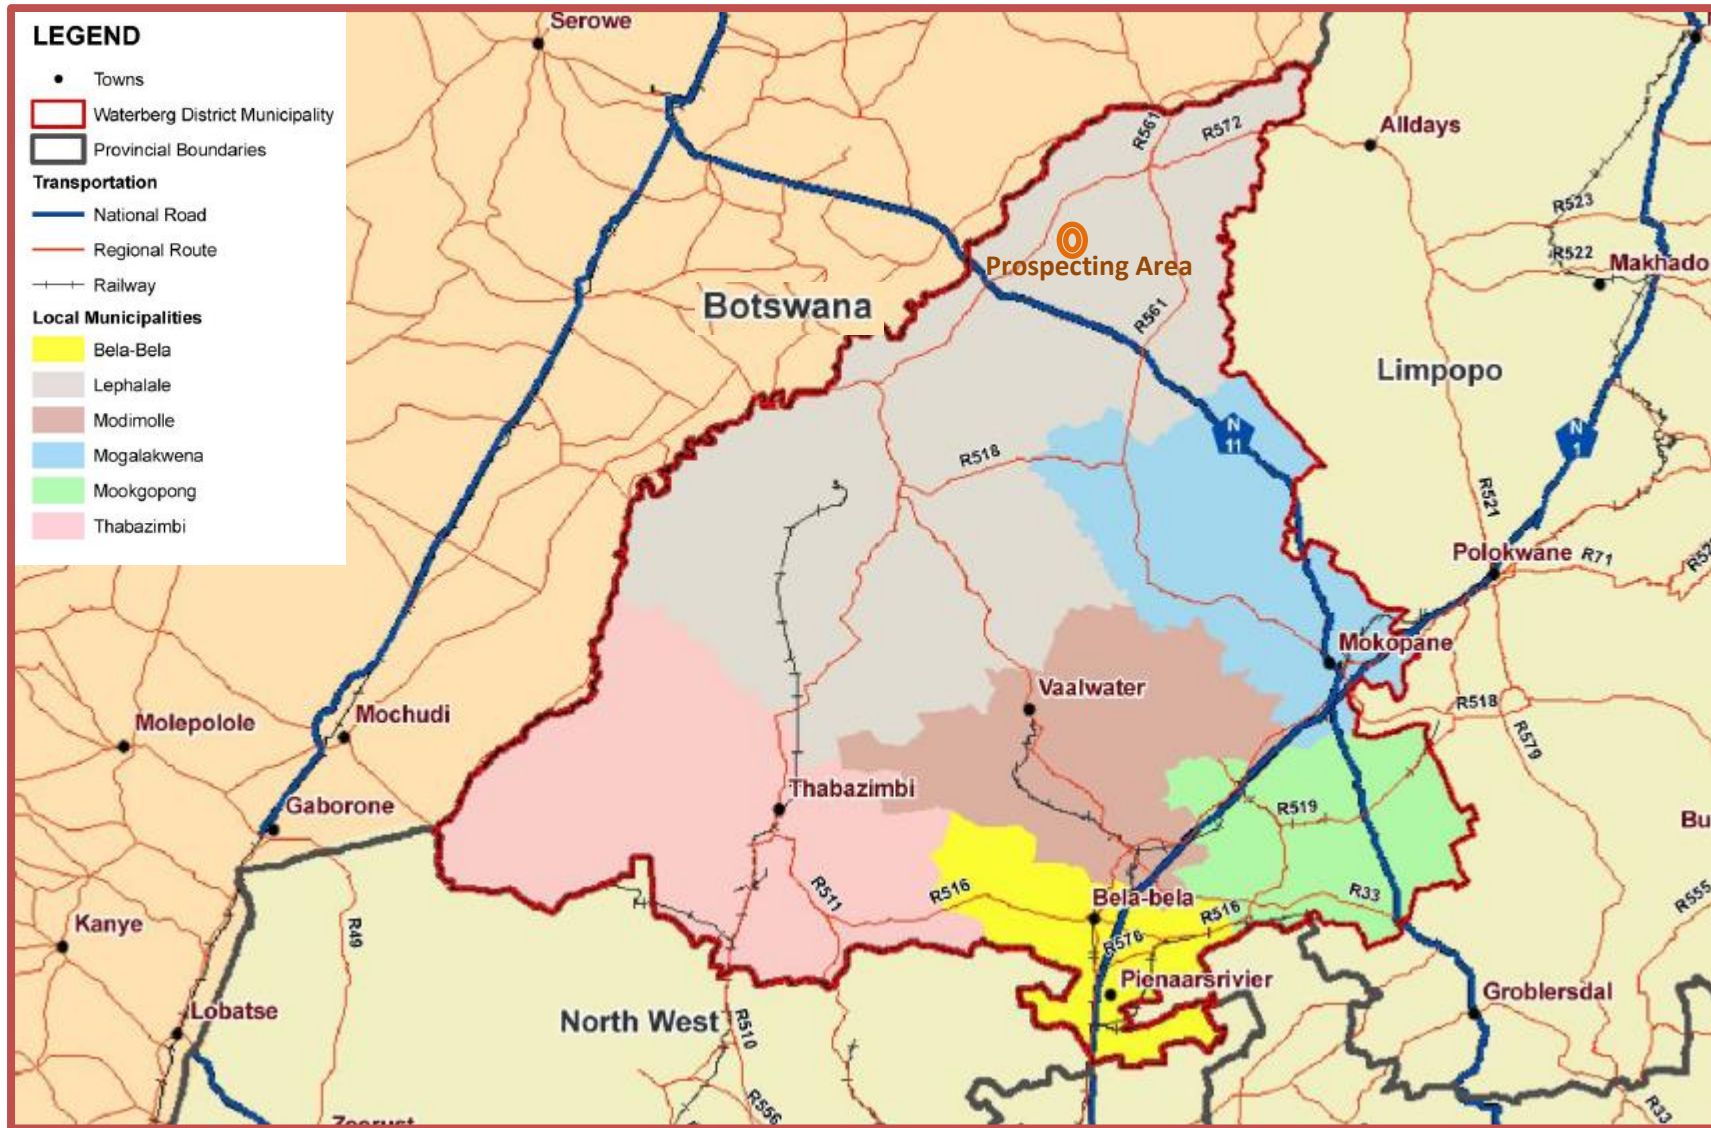 LEGEND
Towns
Waterberg District Municipality
Provincial Boundaries
Transportation
National Road
Regional Route
Railway
Local Municipalities
Bela-Bela
Lephalale
Modimolle
Mogalakwena
Mookgopong
Thabazimbi
Serowe
R561
R572
Alldays
R523
R522
Makhado
Prospecting Area
Botswana
R561
Limpopo
N
11
N
1
R518
R521
Polokwane
R71
Mokopane
Vaalwater
R518
R579
Molepolole
Mochudi
Thabazimbi
Gaborone
R519
Bu
R511
R516
Bela-bela
R33
R516
R555
Kanye
R49
R576
Pienaarsrivier
Groblersdal
Lobatse
North West
R510
R556
R33